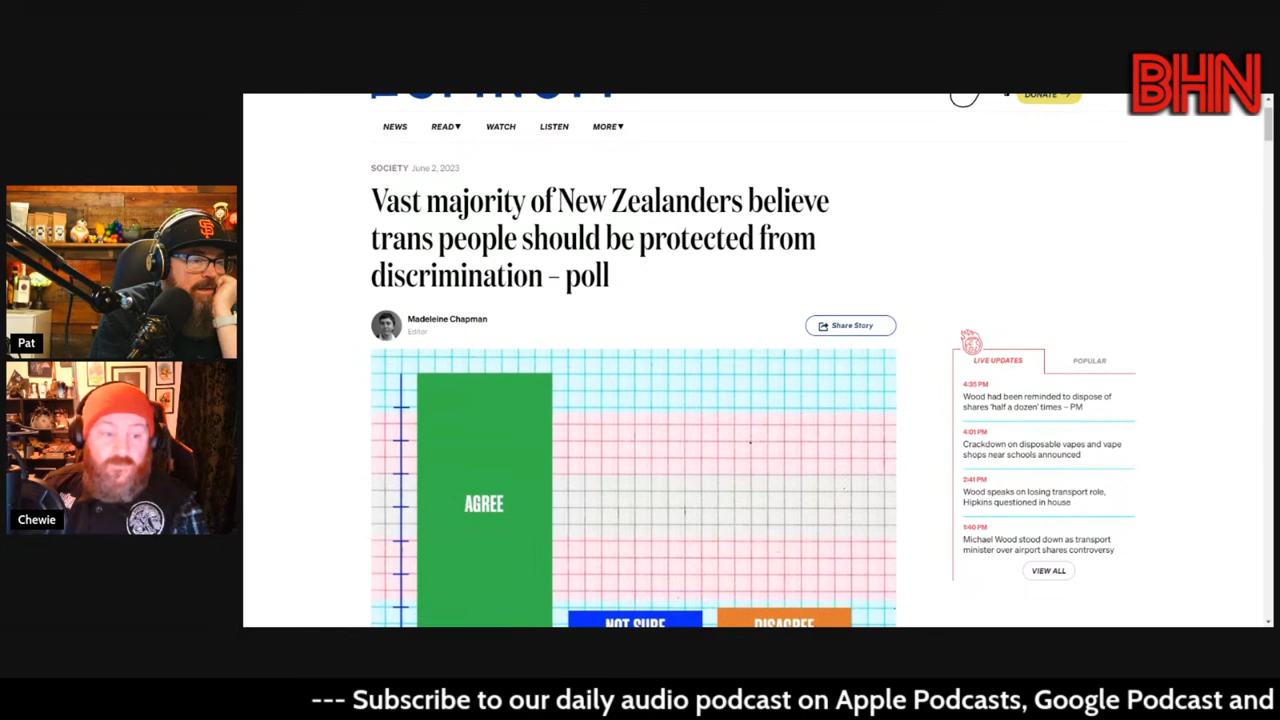 BHN
DONATE →
NEWS READ▼ WATCH LISTEN MORE▼
SOCIETY June 2, 2023
Vast majority of New Zealanders believe
trans people should be protected from
discrimination – poll
Madeleine Chapman
Editor
Share Story
AGREE
NOT SURE
DISAGREE
LIVE UPDATES
POPULAR
4:35 PM
Wood had been reminded to dispose of
shares ‘half a dozen’ times – PM
4:01 PM
Crackdown on disposable vapes and vape
shops near schools announced
2:41 PM
Wood speaks on losing transport role,
Hipkins questioned in house
1:40 PM
Michael Wood stood down as transport
minister over airport shares controversy
VIEW ALL
Pat
Chewie
--- Subscribe to our daily audio podcast on Apple Podcasts, Google Podcast and